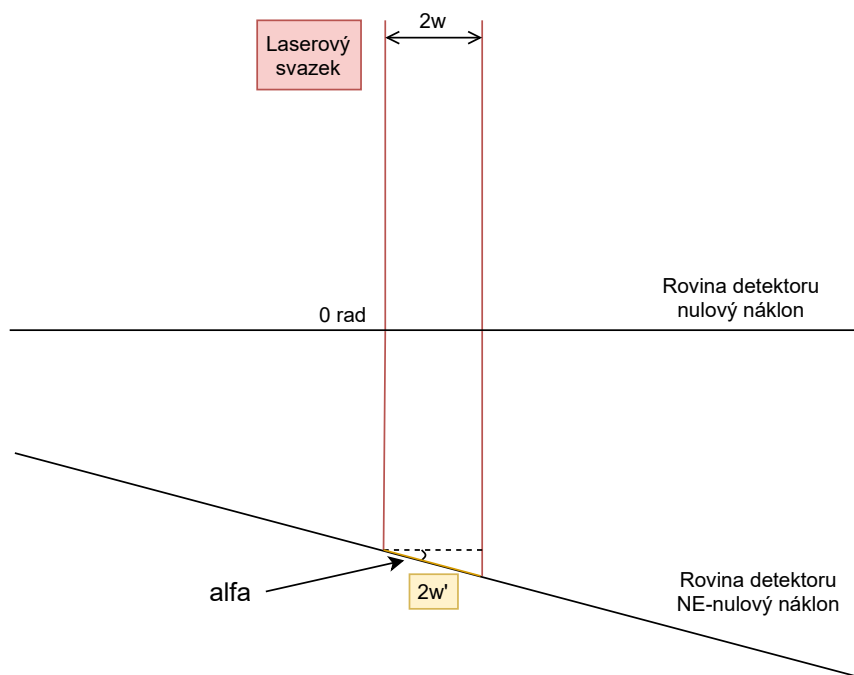 2w
Laserový
svazek
Rovina detektoru
nulový náklon
0 rad
alfa
2w'
Rovina detektoru
NE-nulový náklon